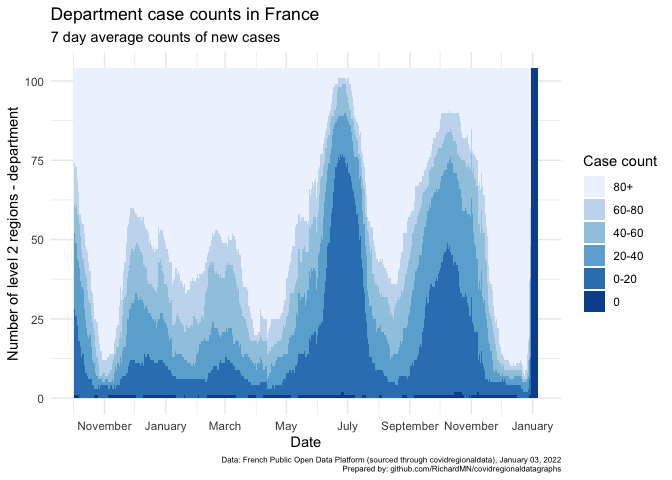 Department case counts in France
7 day average counts of new cases
Number of level 2 regions - department
100
75
50
25
0
November January March May July September November January
Date
Case count
80+
60-80
40-60
20-40
0-20
0
Data: French Public Open Data Platform (sourced through covidregionaldata), January 03, 2022
Prepared by: github.com/RichardMN/covidregionaldatagraphs